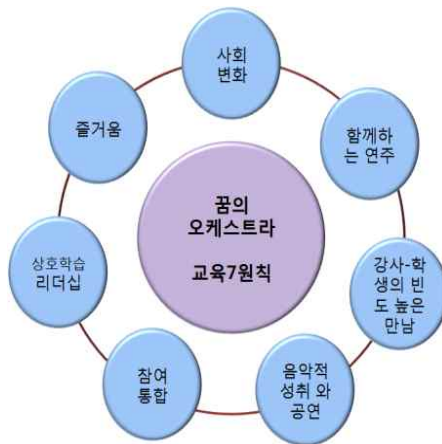 사회
변화
함께하
는 연주
강사-학
생의 빈
도 높은
만남
음악적
성취 와
공연
참여
통합
상호학습
리더십
즐거움
꿈의
오케스트라
교육7원칙